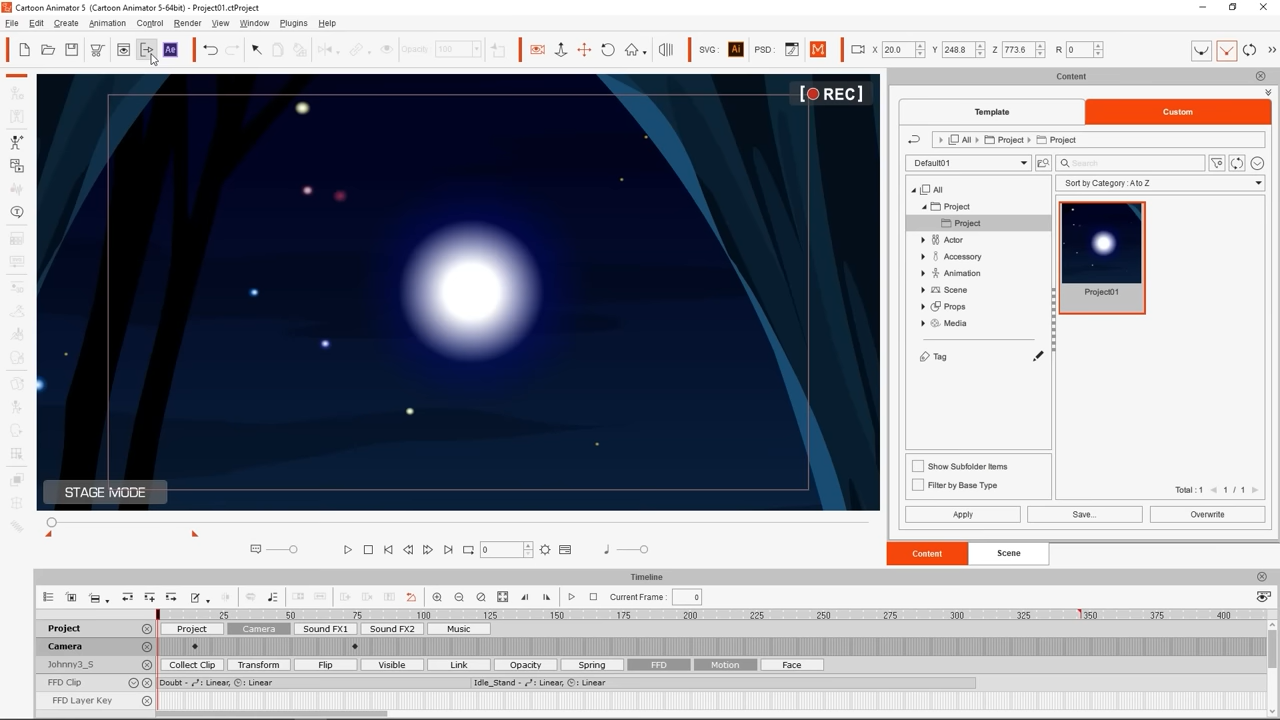 Cartoon Animator 5 (Cartoon Animator 5-64bit) - Project01.ctProject
File Edit Create Animation Control Render View Window Plugins Help
Ae Opacity 100 SVG : Ai PSD : X 20.1 Y 248.8 Z 773.6 R 0
[ REC]
STAGE MODE
Content
Template Custom
All Project Project
Default01 Search
Sort by Category : A to Z
All
Project
Project
Actor
Accessory
Animation
Scene
Props
Media
Tag
Project01
Show Subfolder Items
Filter by Base Type
Total : 1 1 / 1
Apply Save... Overwrite
Content Scene
0
Timeline
Current Frame : 0
25 50 75 100 125 150 175 200 225 250 275 300 325 350 375 400
Project Project Camera Sound FX1 Sound FX2 Music
Camera
Johnny3_S Collect Clip Transform Flip Visible Link Opacity Spring FFD Motion Face
FFD Clip Doubt - : Linear, : Linear Idle_Stand - : Linear, : Linear
FFD Layer Key